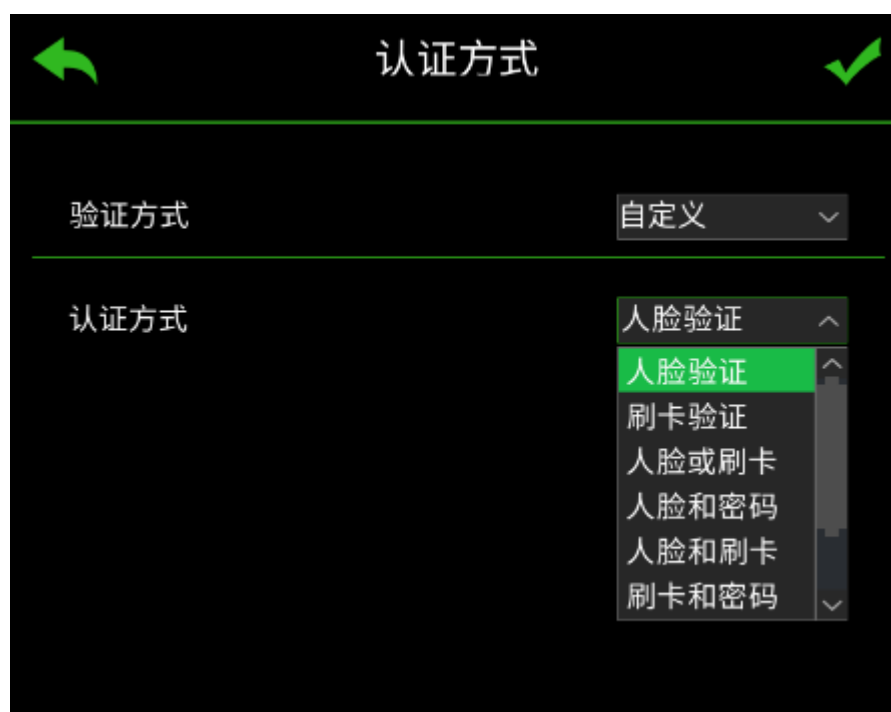 认证方式
验证方式 自定义
认证方式 人脸验证
人脸验证
刷卡验证
人脸或刷卡
人脸和密码
人脸和刷卡
刷卡和密码